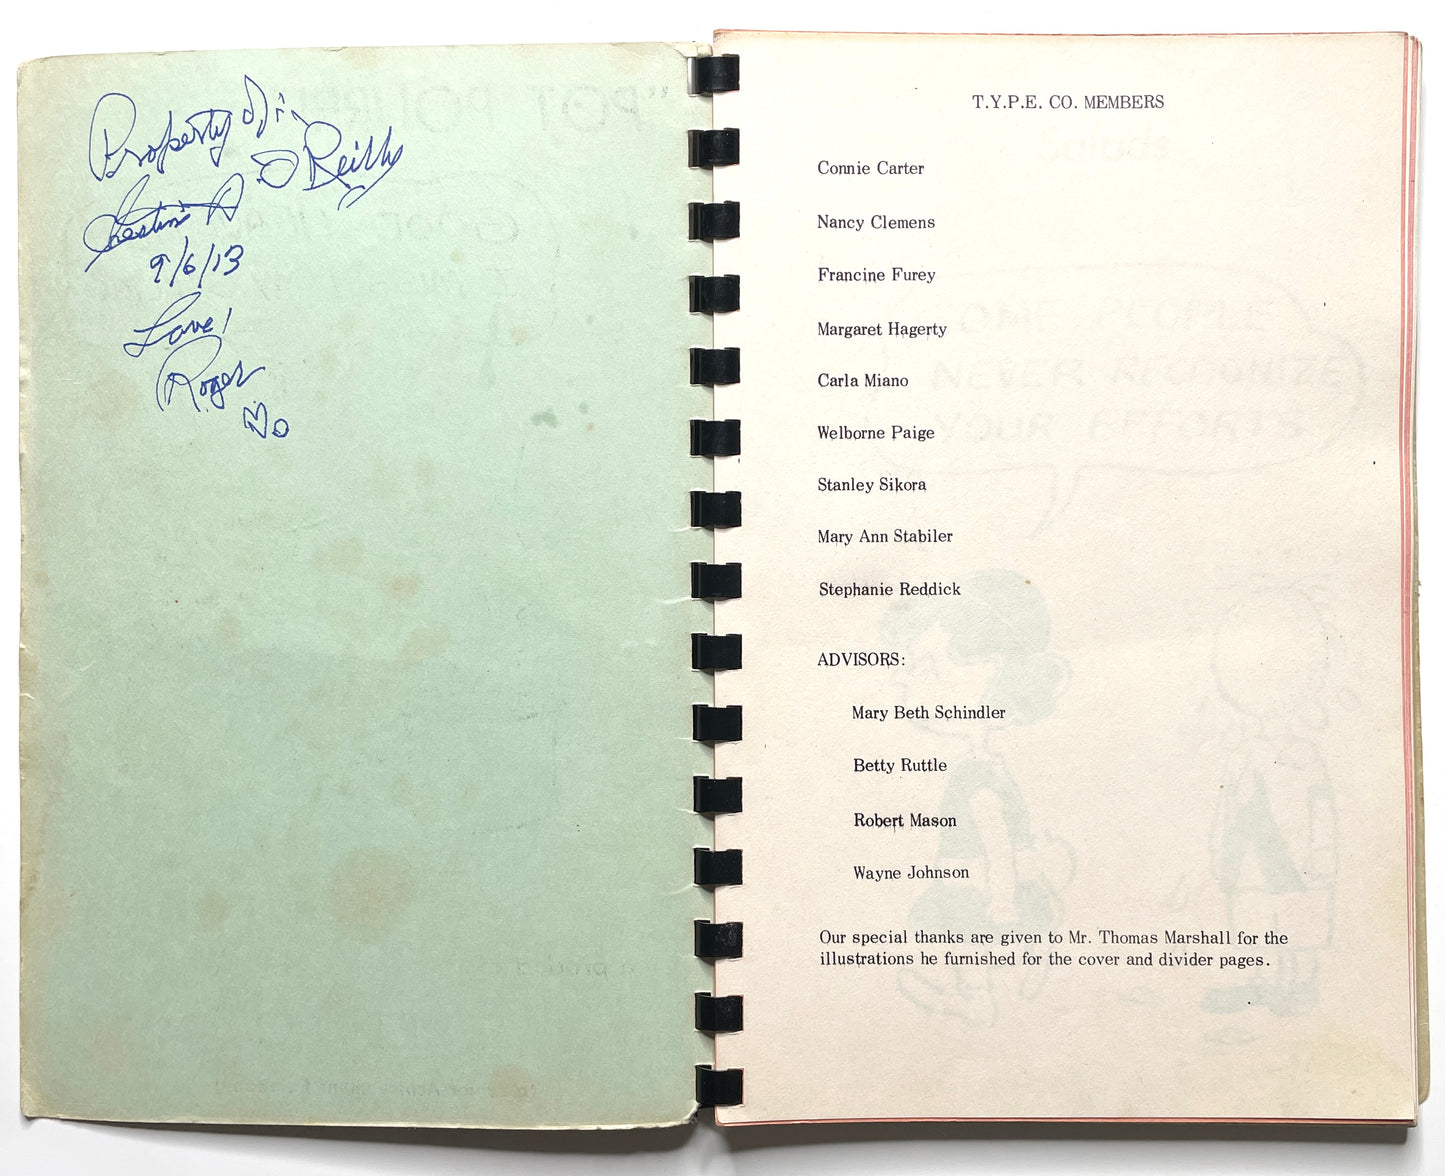 Property of:
O'Reilly
9/6/13
Love!
Roger
T.Y.P.E. CO. MEMBERS
Connie Carter
Nancy Clemens
Francine Furey
Margaret Hagerty
Carla Miano
Welborne Paige
Stanley Sikora
Mary Ann Stabiler
Stephanie Reddick
ADVISORS:
Mary Beth Schindler
Betty Ruttle
Robert Mason
Wayne Johnson
Our special thanks are given to Mr. Thomas Marshall for the
illustrations he furnished for the cover and divider pages.